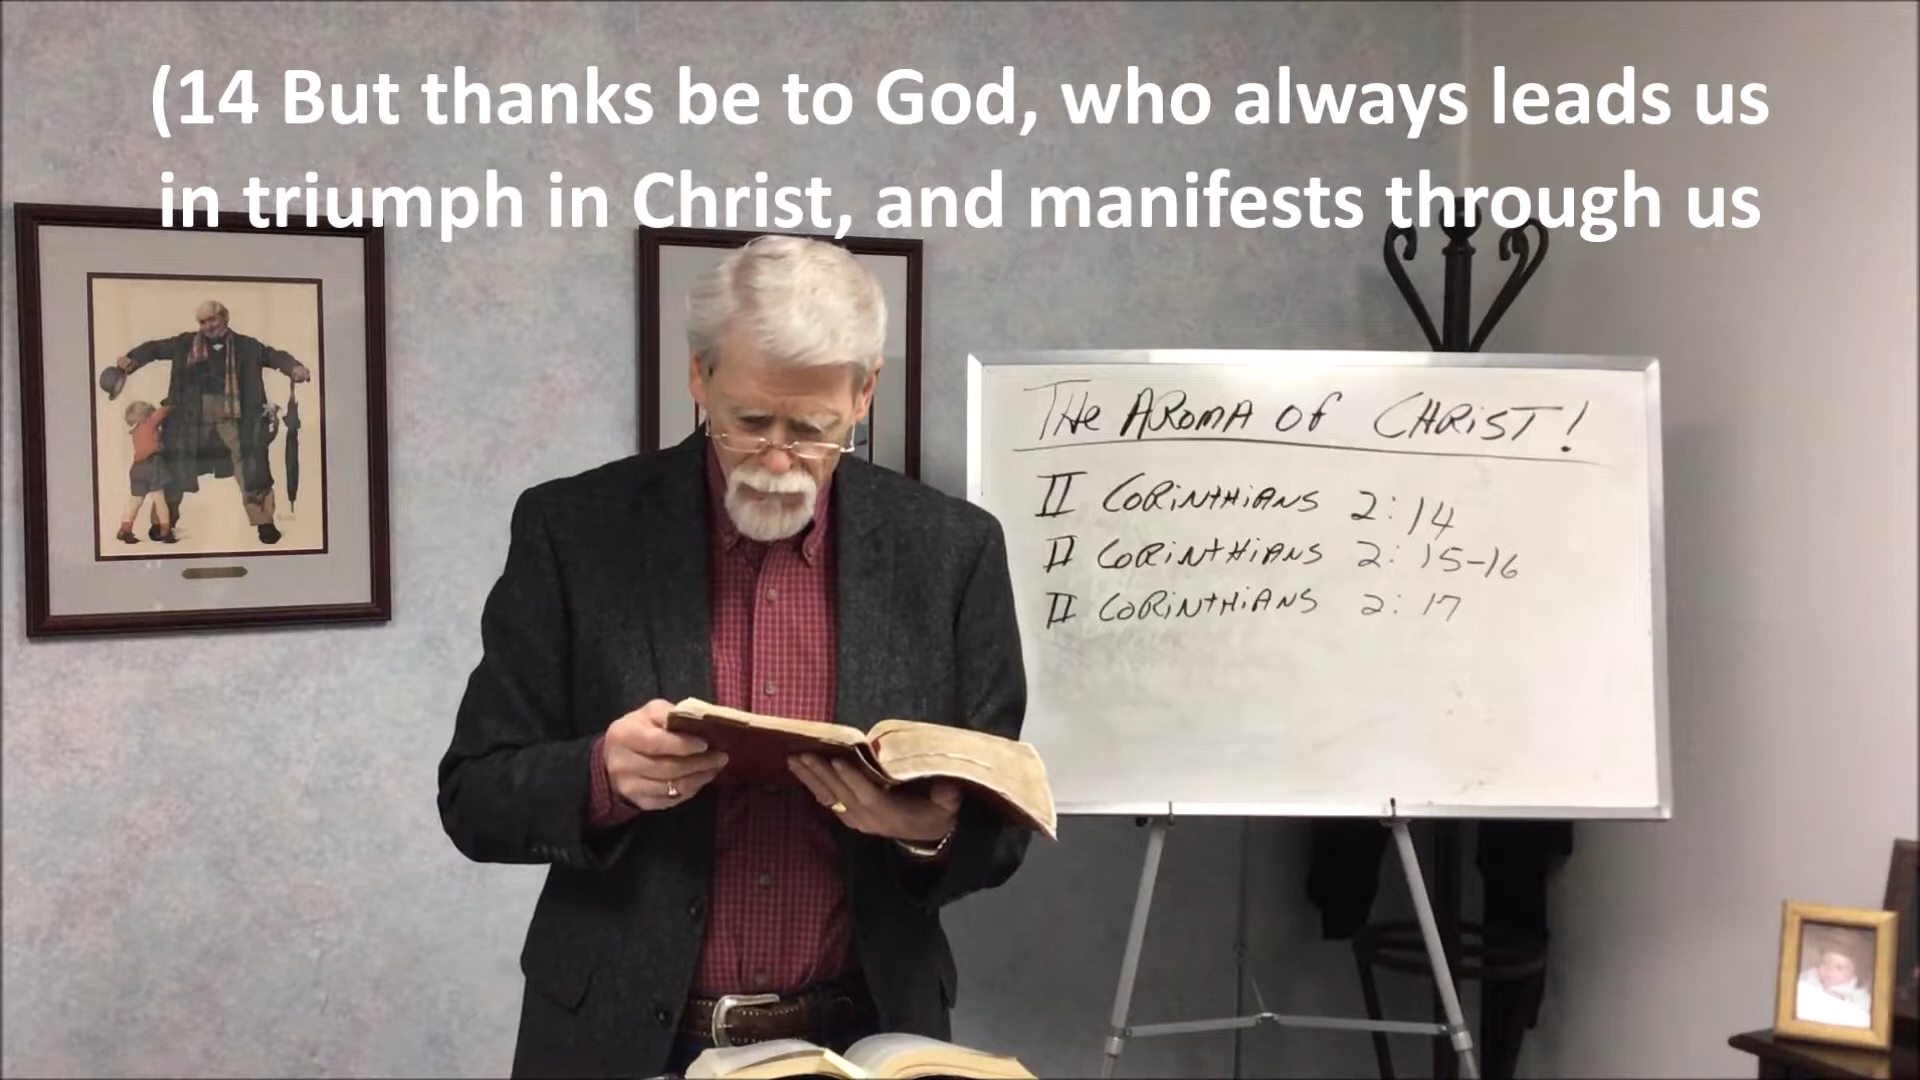 (14 But thanks be to God, who always leads us
in triumph in Christ, and manifests through us
THe AROMA Of CHRiST!
II CORiNTHiANS 2:14
II CORiNtHiANS 2:15-16
II CORiNtHiANS 2:17